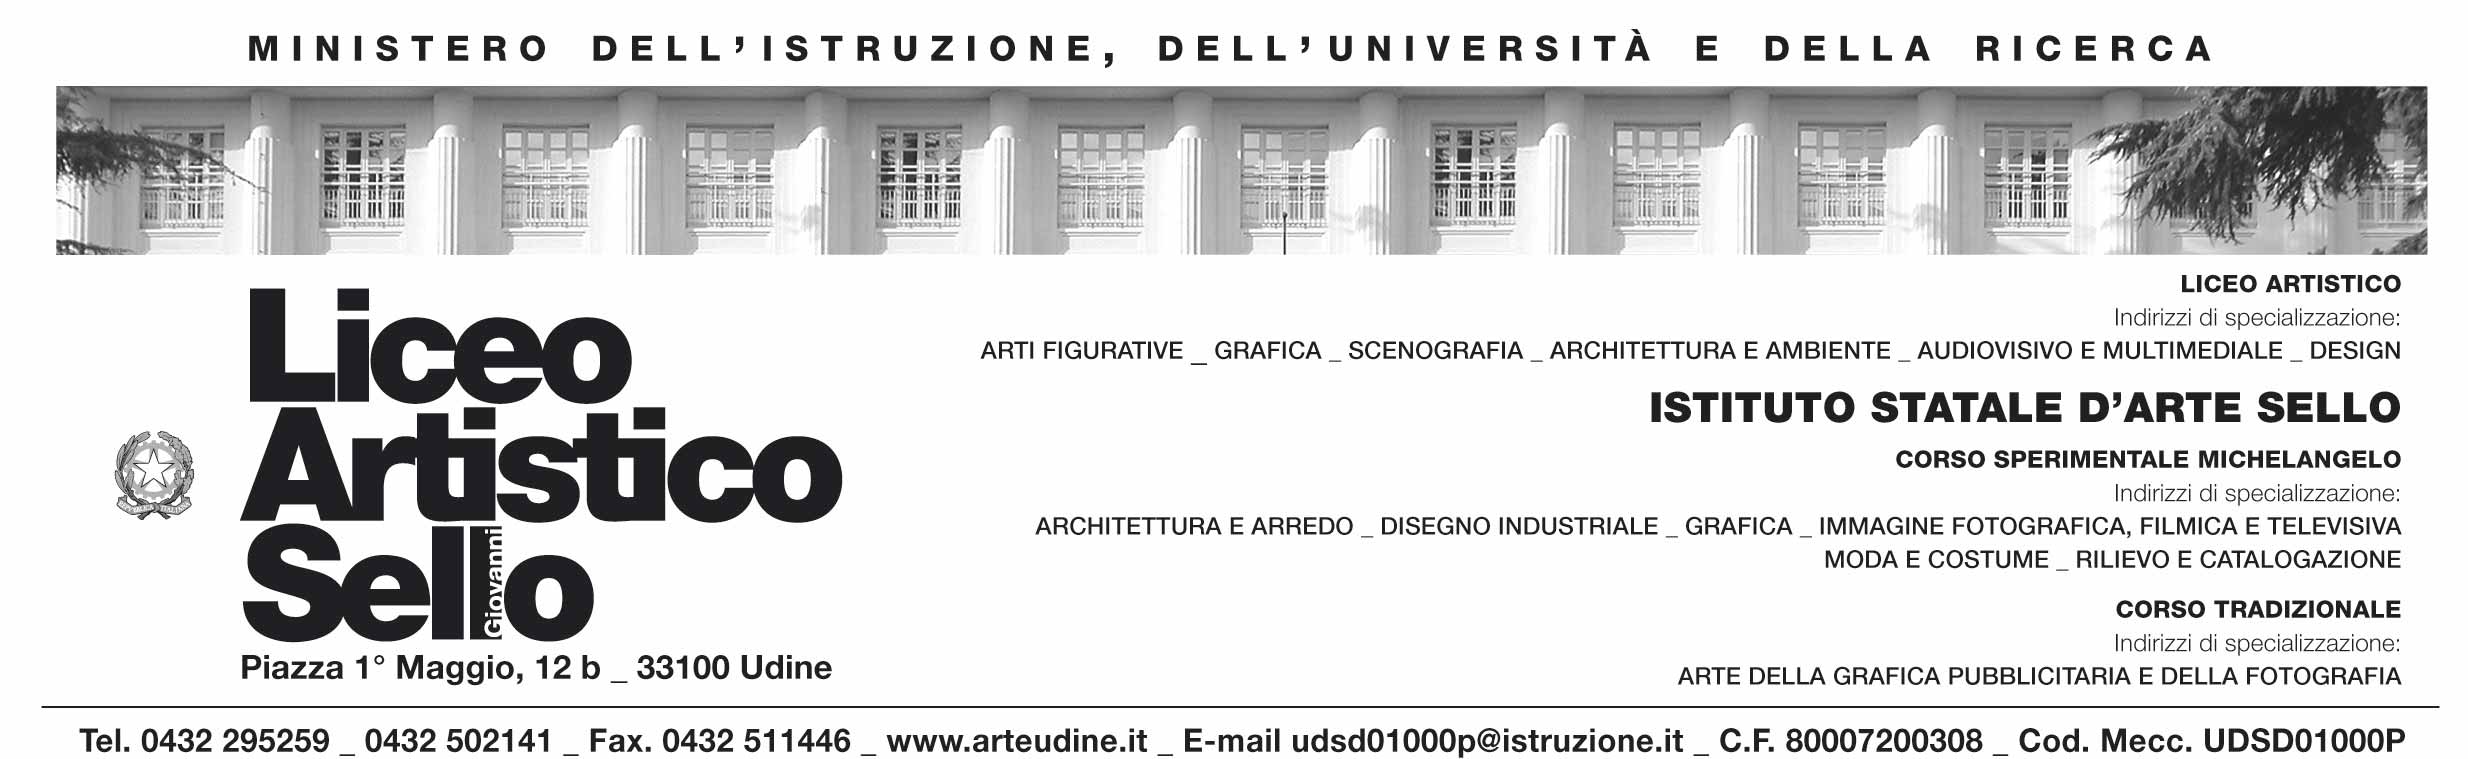 MINISTERO DELL’ISTRUZIONE, DELL’UNIVERSITÀ E DELLA RICERCA
Liceo
Artistico
Sello
Giovanni
Piazza 1° Maggio, 12 b _ 33100 Udine
REPVBBLICA ITALIANA
LICEO ARTISTICO
Indirizzi di specializzazione:
ARTI FIGURATIVE _ GRAFICA _ SCENOGRAFIA _ ARCHITETTURA E AMBIENTE _ AUDIOVISIVO E MULTIMEDIALE _ DESIGN
ISTITUTO STATALE D’ARTE SELLO
CORSO SPERIMENTALE MICHELANGELO
Indirizzi di specializzazione:
ARCHITETTURA E ARREDO _ DISEGNO INDUSTRIALE _ GRAFICA _ IMMAGINE FOTOGRAFICA, FILMICA E TELEVISIVA
MODA E COSTUME _ RILIEVO E CATALOGAZIONE
CORSO TRADIZIONALE
Indirizzi di specializzazione:
ARTE DELLA GRAFICA PUBBLICITARIA E DELLA FOTOGRAFIA
Tel. 0432 295259 _ 0432 502141 _ Fax. 0432 511446 _ www.arteudine.it _ E-mail udsd01000p@istruzione.it _ C.F. 80007200308 _ Cod. Mecc. UDSD01000P